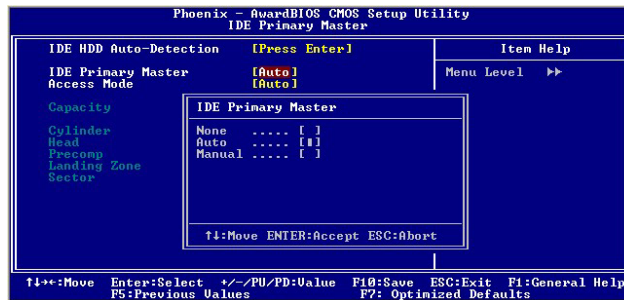 Phoenix - AwardBIOS CMOS Setup Utility
IDE Primary Master
IDE HDD Auto-Detection [Press Enter] Item Help
IDE Primary Master [Auto] Menu Level ▸▸
Access Mode [Auto]
Capacity
IDE Primary Master
Cylinder
Head
Precomp
Landing Zone
Sector
None ..... [ ]
Auto ..... [■]
Manual ..... [ ]
↑↓:Move ENTER:Accept ESC:Abort
↑↓→←:Move Enter:Select +/-/PU/PD:Value F10:Save ESC:Exit F1:General Help
F5:Previous Values F7: Optimized Defaults